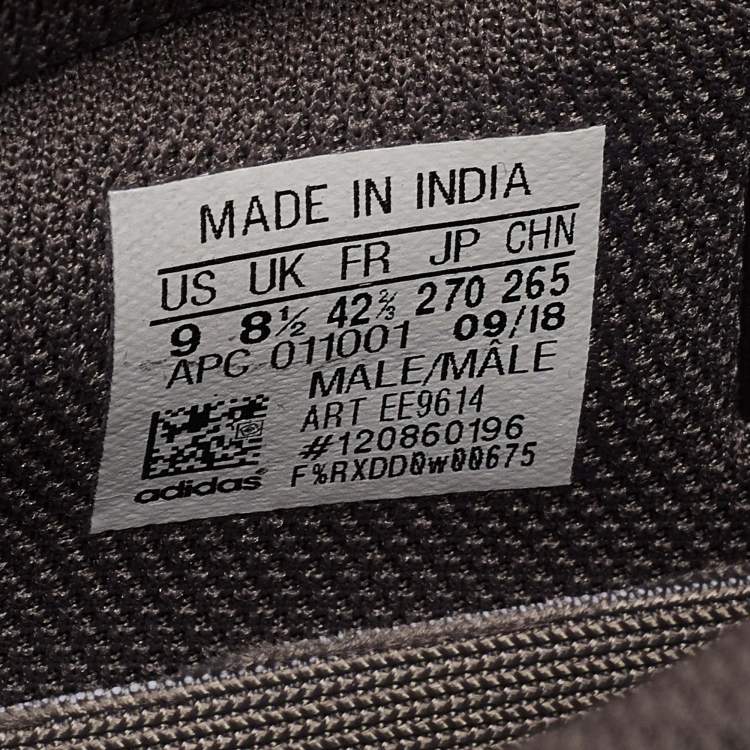 MADE IN INDIA
US UK FR JP CHN
9 8½ 42⅔ 270 265
APC 011001 09/18
MALE/MÂLE
ART EE9614
#120860196
F%RXDD0w00675
adidas